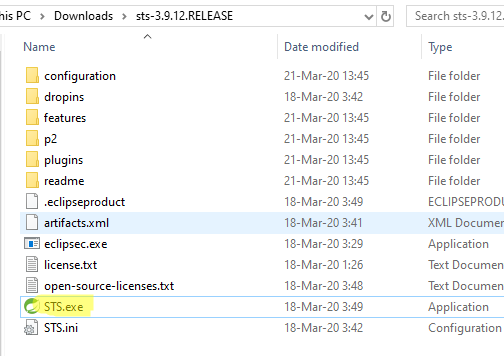 his PC > Downloads > sts-3.9.12.RELEASE Search sts-3.9.12.
Name Date modified Type
configuration 21-Mar-20 13:45 File folder
dropins 18-Mar-20 3:42 File folder
features 21-Mar-20 13:45 File folder
p2 21-Mar-20 13:45 File folder
plugins 21-Mar-20 13:45 File folder
readme 21-Mar-20 13:45 File folder
.eclipseproduct 18-Mar-20 3:49 ECLIPSEPRODU
artifacts.xml 18-Mar-20 3:41 XML Documen
eclipsec.exe 18-Mar-20 3:29 Application
license.txt 18-Mar-20 1:26 Text Document
open-source-licenses.txt 18-Mar-20 3:48 Text Document
STS.exe 18-Mar-20 3:49 Application
STS.ini 18-Mar-20 3:42 Configuration